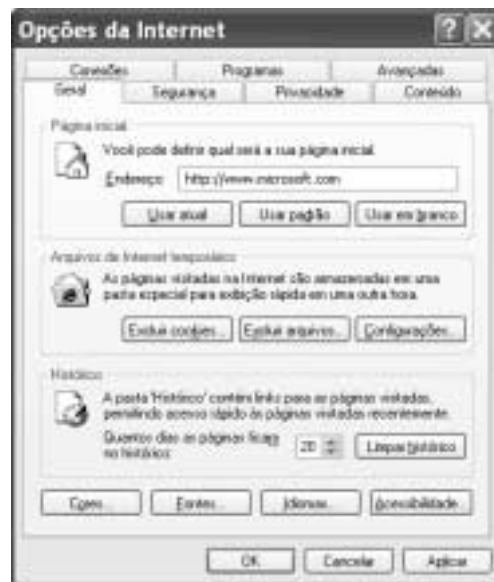 Opções da Internet
Conexões Programas Avançadas
Geral Segurança Privacidade Conteúdo
Página inicial
Você pode definir qual será a sua página inicial.
Endereço: http://www.microsoft.com
Usar atual Usar padrão Usar em branco
Arquivos de Internet temporários
As páginas visitadas na Internet são armazenadas em uma
pasta especial para exibição rápida em uma outra hora.
Excluir cookies... Excluir arquivos... Configurações...
Histórico
A pasta 'Histórico' contém links para as páginas visitadas,
permitindo acesso rápido às páginas visitadas recentemente.
Quantos dias as páginas ficam
no histórico: 20 Limpar histórico
Cores... Fontes... Idiomas... Acessibilidade...
OK Cancelar Aplicar